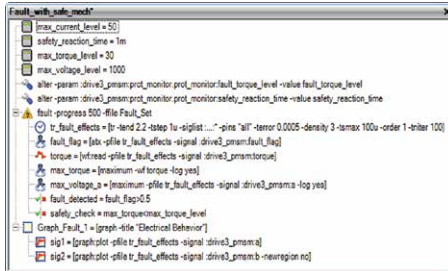 Fault_with_safe_mech*
max_current_level = 50
safety_reaction_time = 1m
max_torque_level = 30
max_voltage_level = 1000
alter -param :drive3_pmsm:prot_monitor.prot_monitor:fault_torque_level -value fault_torque_level
alter -param :drive3_pmsm:prot_monitor.prot_monitor:safety_reaction_time -value safety_reaction_time
fault -progress 500 -ffile Fault_Set
tr_fault_effects = [tr -tend 2.2 -tstep 1u -siglist :...:* -pins "all" -terror 0.0005 -density 3 -tsmax 100u -order 1 -triter 100]
fault_flag = [atx -pfile tr_fault_effects -signal :drive3_pmsm:fault_flag]
torque = [wf:read -pfile tr_fault_effects -signal :drive3_pmsm:torque]
max_torque = [maximum -wf torque -log yes]
max_voltage_a = [maximum -pfile tr_fault_effects -signal :drive3_pmsm:a -log yes]
fault_detected = fault_flag>0.5
safety_check = max_torque<max_torque_level
Graph_Fault_1 = [graph -title "Electrical Behavior"]
sig1 = [graph:plot -pfile tr_fault_effects -signal :drive3_pmsm:a]
sig2 = [graph:plot -pfile tr_fault_effects -signal :drive3_pmsm:b -newregion no]